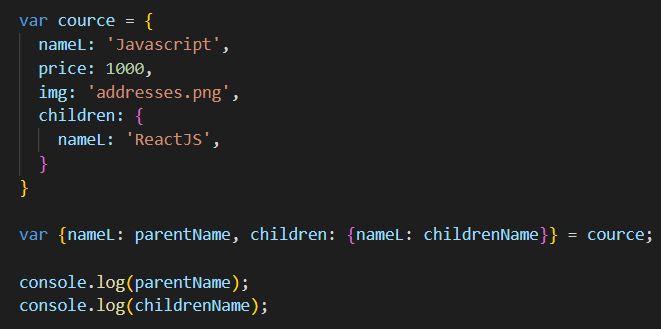 var cource = {
  nameL: 'Javascript',
  price: 1000,
  img: 'addresses.png',
  children: {
    nameL: 'ReactJS',
  }
}
var {nameL: parentName, children: {nameL: childrenName}} = cource;
console.log(parentName);
console.log(childrenName);